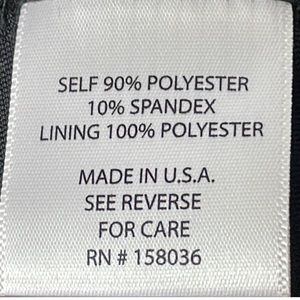 SELF 90% POLYESTER
10% SPANDEX
LINING 100% POLYESTER
MADE IN U.S.A.
SEE REVERSE
FOR CARE
RN # 158036